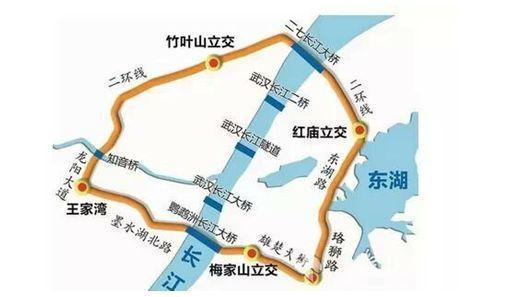 二七长江大桥
竹叶山立交
二环线
武汉长江二桥
二环线
红庙立交
武汉长江隧道
知音桥
东湖路
东湖
龙阳大道
武汉长江大桥
王家湾
鹦鹉洲长江大桥
墨水湖北路
珞狮路
雄楚大街
长江
梅家山立交